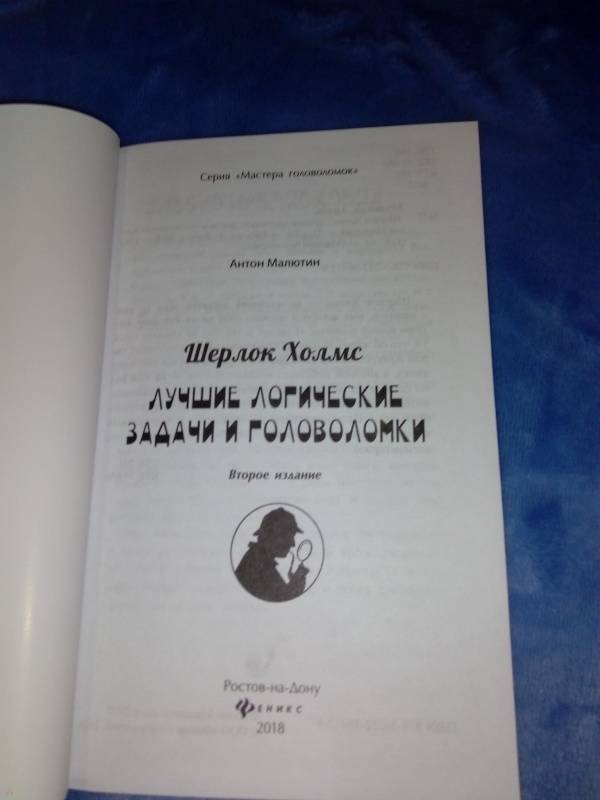 Серия «Мастера головоломок»
Антон Малютин
Шерлок Холмс
ЛУЧШИЕ ЛОГИЧЕСКИЕ
ЗАДАЧИ И ГОЛОВОЛОМКИ
Второе издание
Ростов-на-Дону
Феникс
2018